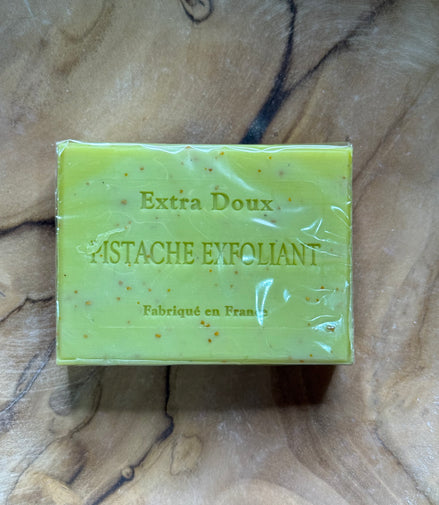 Extra Doux
PISTACHE EXFOLIANT
Fabriqué en France